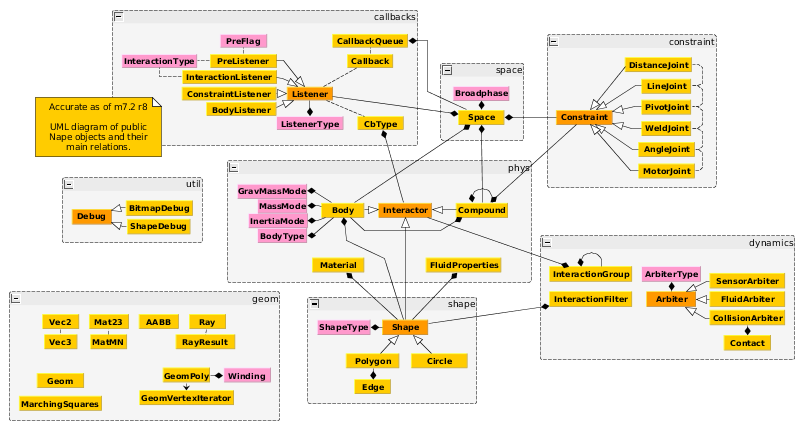 callbacks
PreFlag
CallbackQueue
InteractionType
PreListener
Callback
InteractionListener
ConstraintListener
Listener
BodyListener
ListenerType
CbType
Accurate as of m7.2 r8
UML diagram of public
Nape objects and their
main relations.
space
Broadphase
Space
constraint
DistanceJoint
LineJoint
PivotJoint
Constraint
WeldJoint
AngleJoint
MotorJoint
util
BitmapDebug
Debug
ShapeDebug
phys
GravMassMode
MassMode
InertiaMode
BodyType
Body
Interactor
Compound
Material
FluidProperties
dynamics
InteractionGroup
ArbiterType
SensorArbiter
InteractionFilter
Arbiter
FluidArbiter
CollisionArbiter
Contact
geom
Vec2
Mat23
AABB
Ray
Vec3
MatMN
RayResult
Geom
GeomPoly
Winding
MarchingSquares
GeomVertexIterator
shape
ShapeType
Shape
Polygon
Circle
Edge